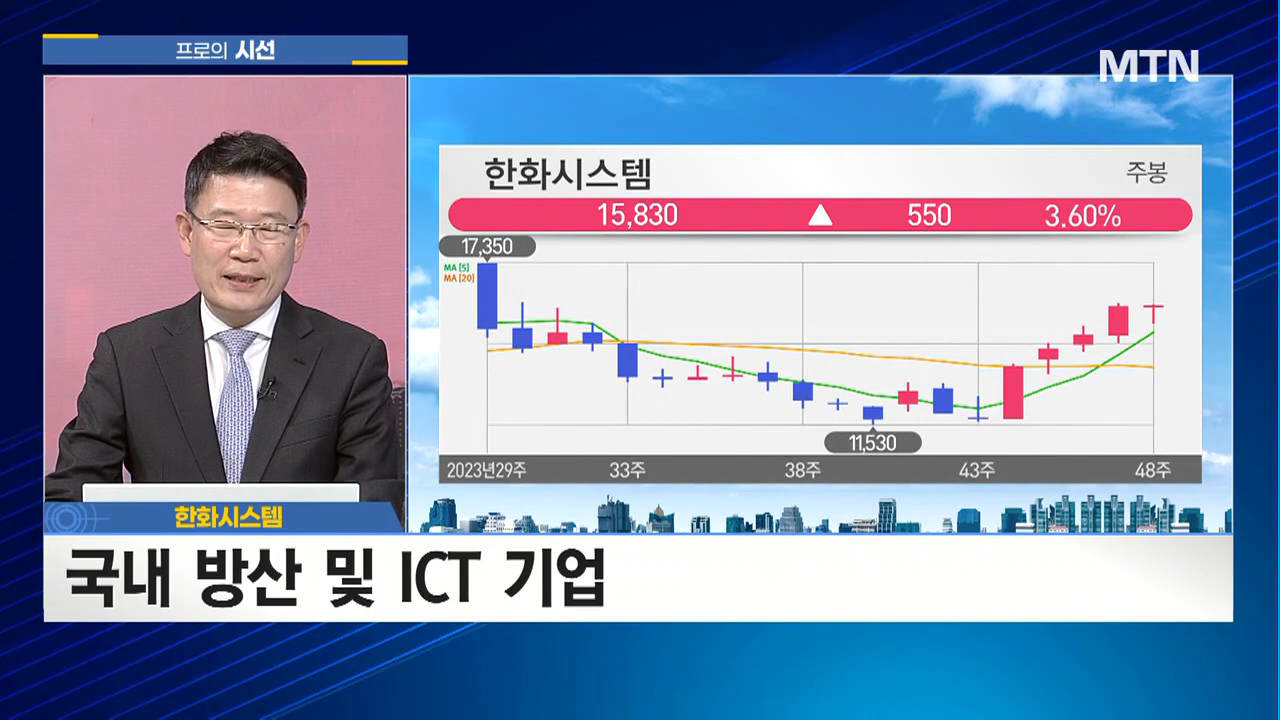 프로의 시선
MTN
한화시스템
주봉
15,830 ▲ 550 3.60%
17,350
MA [5]
MA [20]
11,530
2023년29주 33주 38주 43주 48주
한화시스템
국내 방산 및 ICT 기업